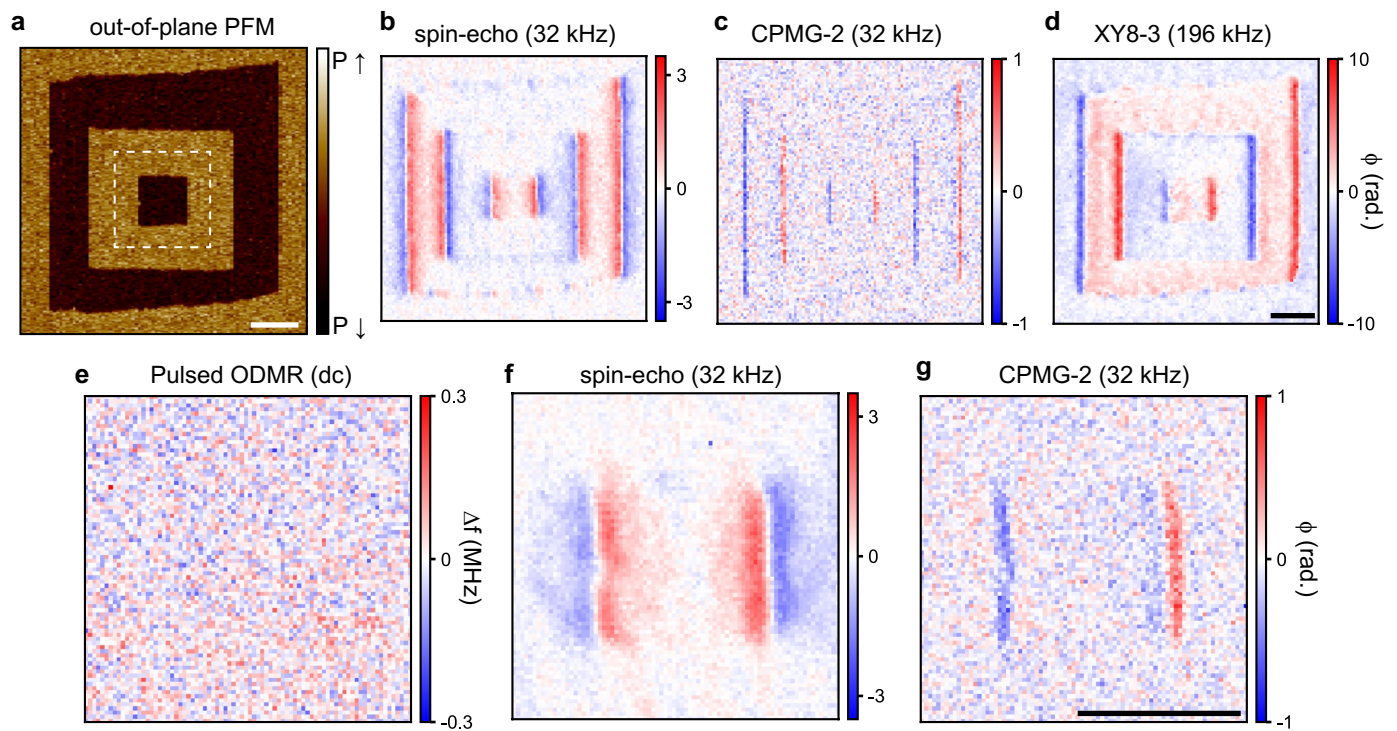 a
out-of-plane PFM
P ↑
P ↓
b
spin-echo (32 kHz)
3
0
-3
c
CPMG-2 (32 kHz)
1
0
-1
d
XY8-3 (196 kHz)
10
0
-10
ϕ (rad.)
e
Pulsed ODMR (dc)
0.3
0
-0.3
Δf (MHz)
f
spin-echo (32 kHz)
3
0
-3
g
CPMG-2 (32 kHz)
1
0
-1
ϕ (rad.)